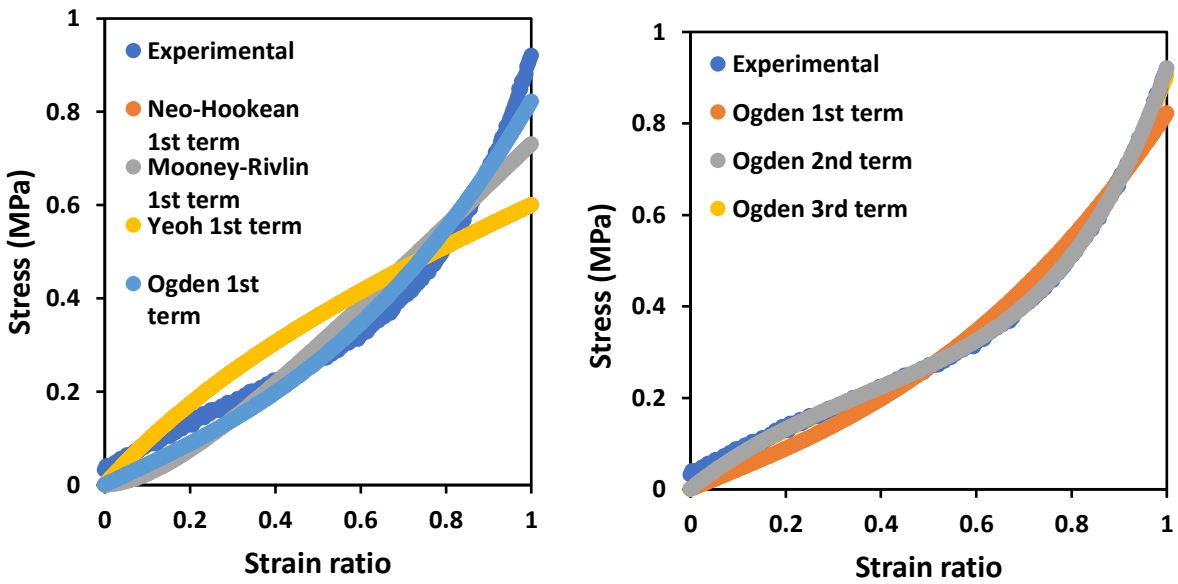 1
0.8
0.6
0.4
0.2
0
Stress (MPa)
Experimental
Neo-Hookean
1st term
Mooney-Rivlin
1st term
Yeoh 1st term
Ogden 1st
term
0 0.2 0.4 0.6 0.8 1
Strain ratio
1
0.8
0.6
0.4
0.2
0
Stress (MPa)
Experimental
Ogden 1st term
Ogden 2nd term
Ogden 3rd term
0 0.2 0.4 0.6 0.8 1
Strain ratio